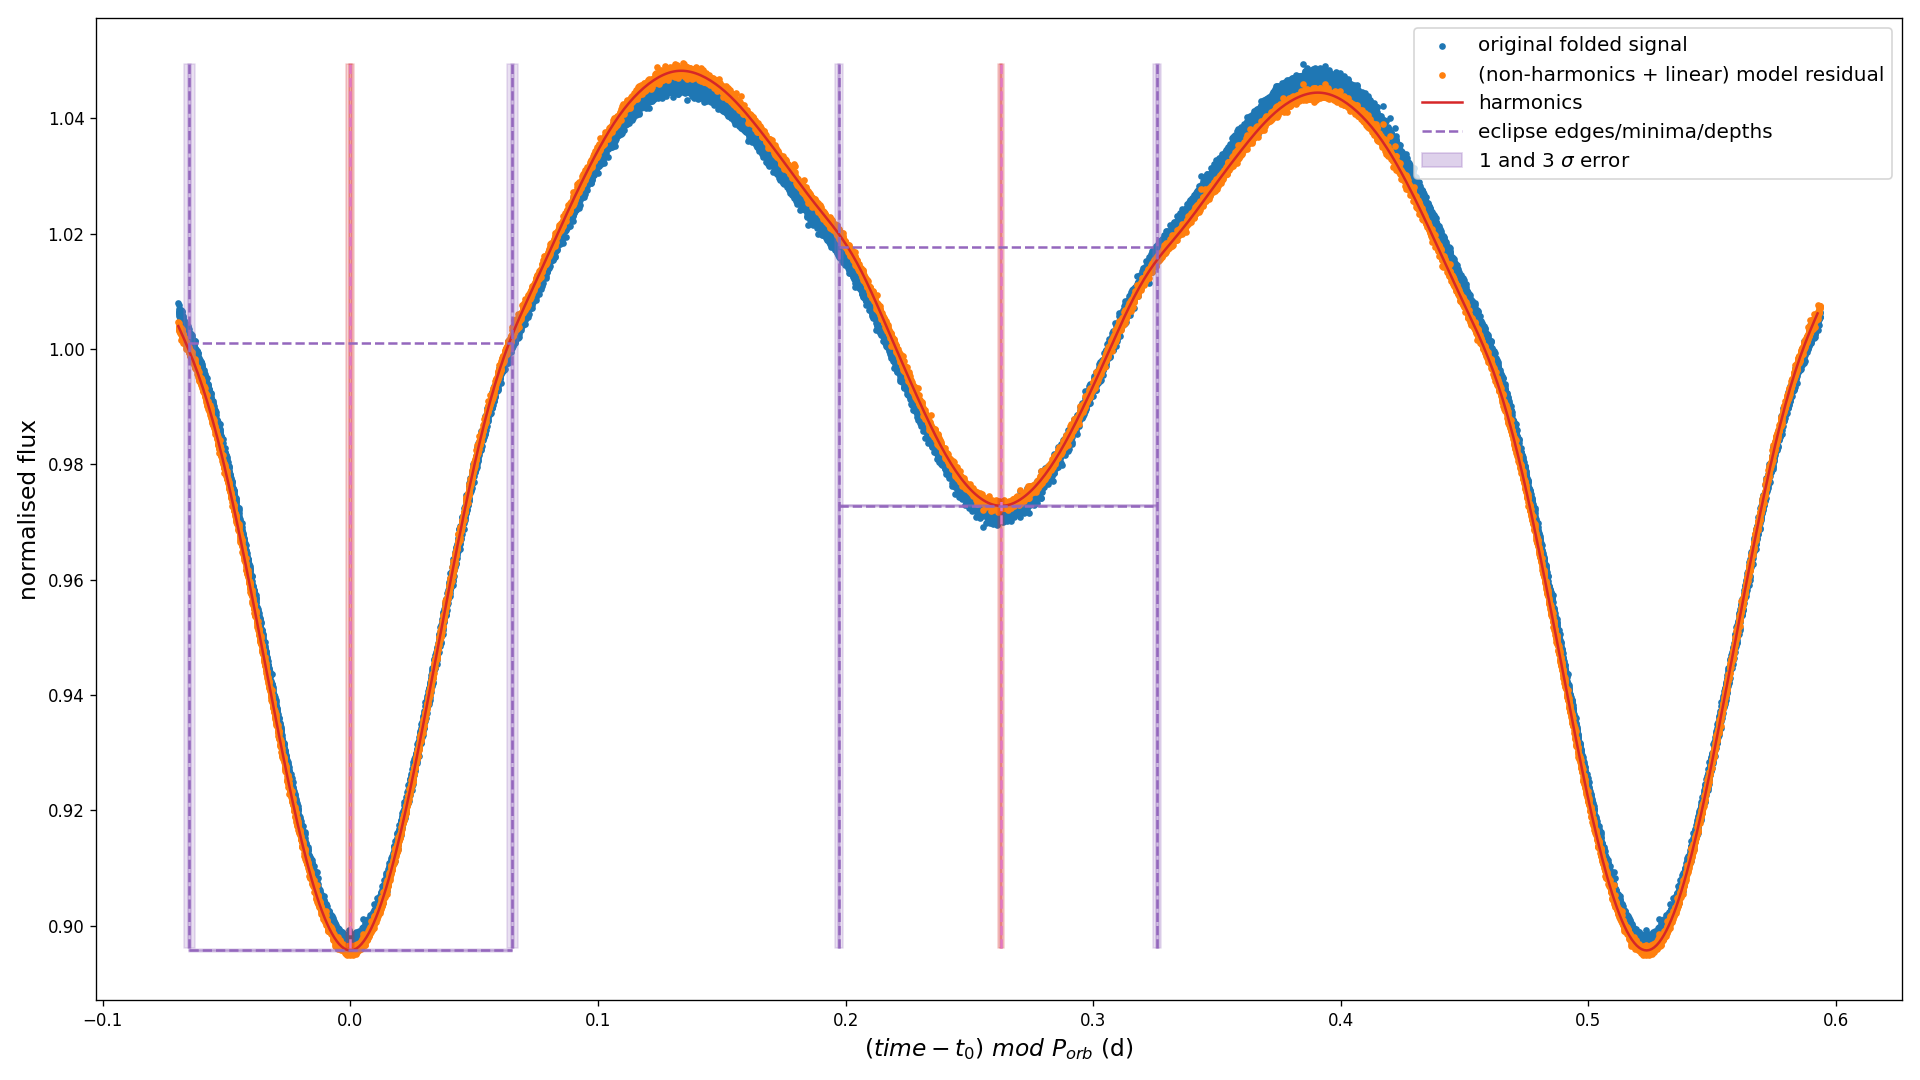 original folded signal
(non-harmonics + linear) model residual
harmonics
eclipse edges/minima/depths
1 and 3 σ error
normalised flux
1.04
1.02
1.00
0.98
0.96
0.94
0.92
0.90
−0.1 0.0 0.1 0.2 0.3 0.4 0.5 0.6
(time − t₀) mod Pₒᵣb (d)